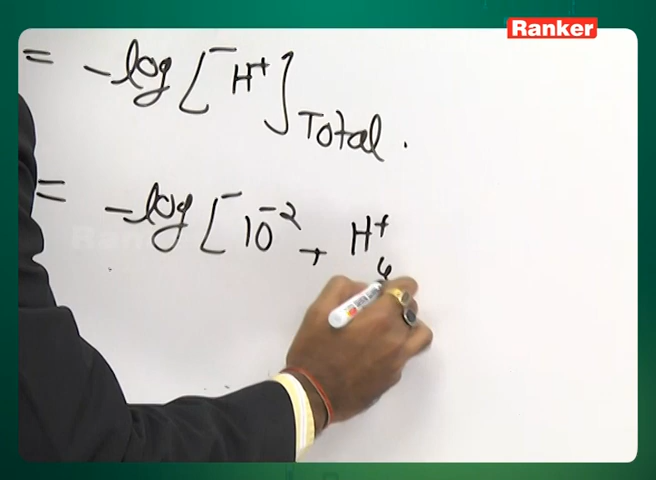 Ranker
= -log [H⁺]Total.
= -log [10⁻² + H⁺